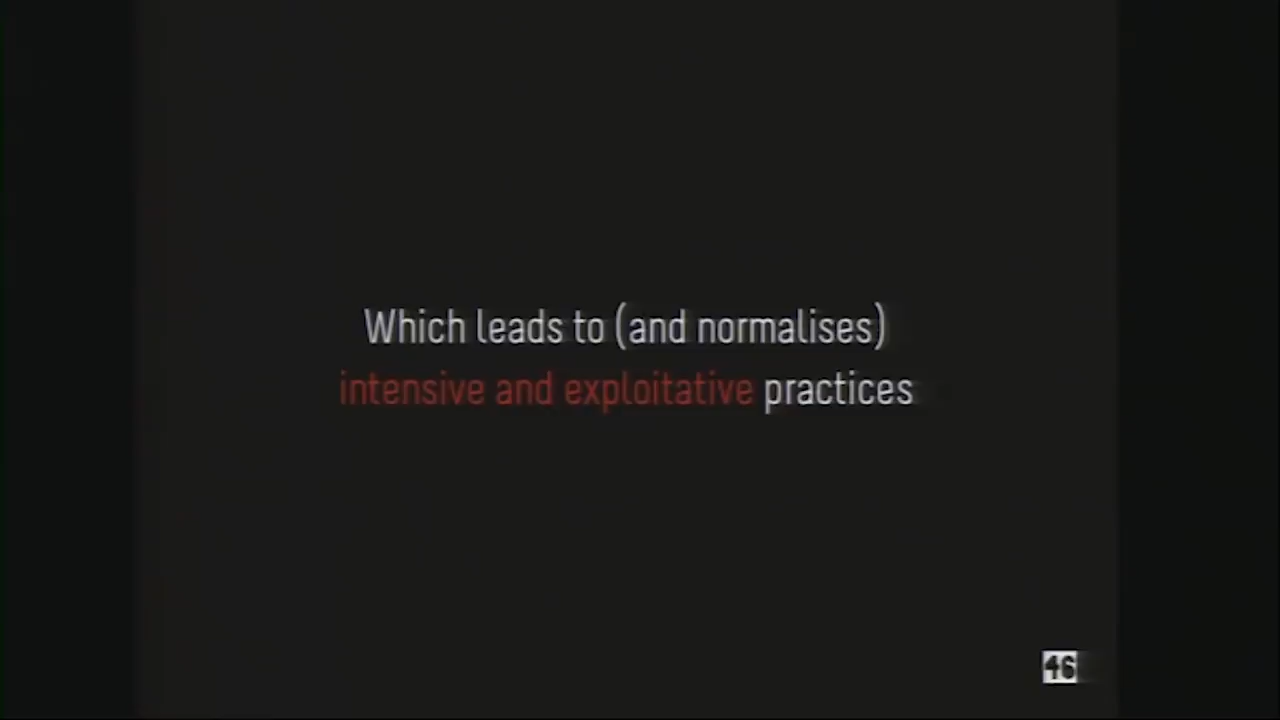 Which leads to (and normalises)
intensive and exploitative practices
46